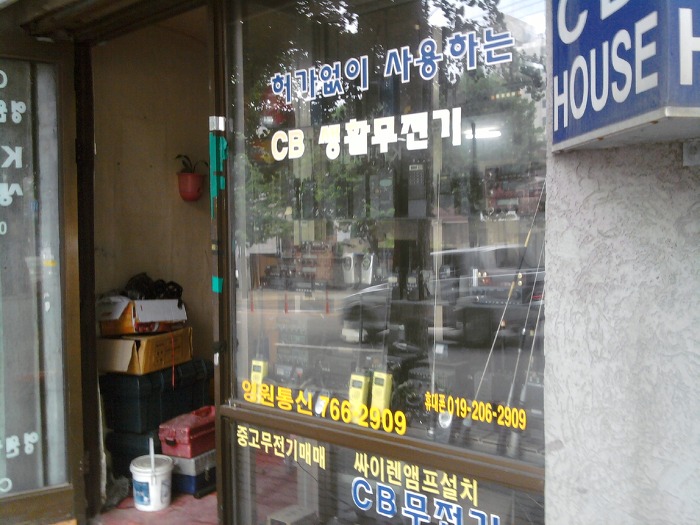 허가없이 사용하는
CB 생활무전기
HOUSE
영원통신 766-2909
휴대폰 019-206-2909
중고무전기매매
싸이렌앰프설치
CB무전기